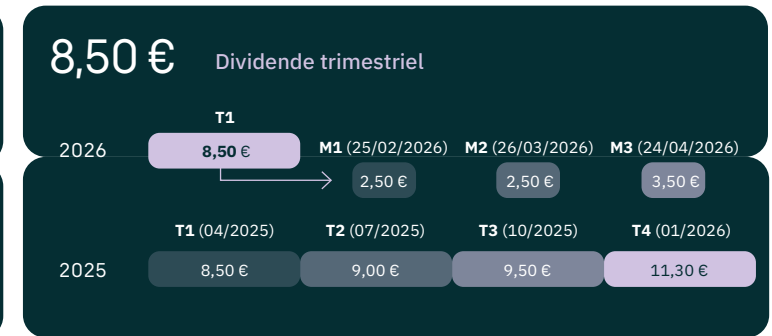 8,50 € Dividende trimestriel
T1
2026 8,50 € M1 (25/02/2026) M2 (26/03/2026) M3 (24/04/2026)
2,50 € 2,50 € 3,50 €
T1 (04/2025) T2 (07/2025) T3 (10/2025) T4 (01/2026)
2025 8,50 € 9,00 € 9,50 € 11,30 €